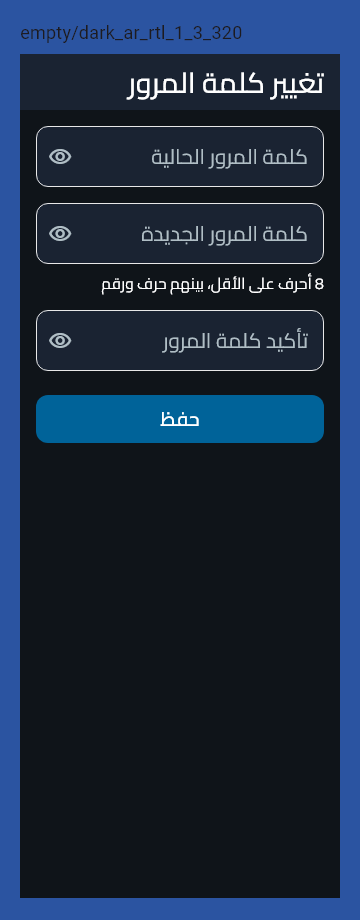 empty/dark_ar_rtl_1_3_320
تغيير كلمة المرور
كلمة المرور الحالية
كلمة المرور الجديدة
8 أحرف على الأقل، بينهم حرف ورقم
تأكيد كلمة المرور
حفظ